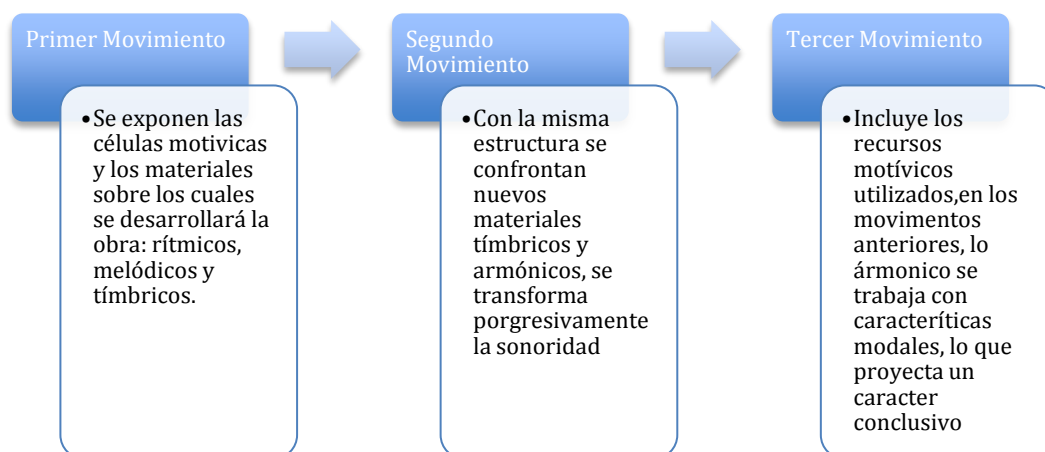 Primer Movimiento
•Se exponen las
células motivicas
y los materiales
sobre los cuales
se desarrollará la
obra: rítmicos,
melódicos y
tímbricos.
Segundo
Movimiento
•Con la misma
estructura se
confrontan
nuevos
materiales
tímbricos y
armónicos, se
transforma
porgresivamente
la sonoridad
Tercer Movimiento
•Incluye los
recursos
motívicos
utilizados,en los
movimentos
anteriores, lo
ármonico se
trabaja con
caracteríticas
modales, lo que
proyecta un
caracter
conclusivo